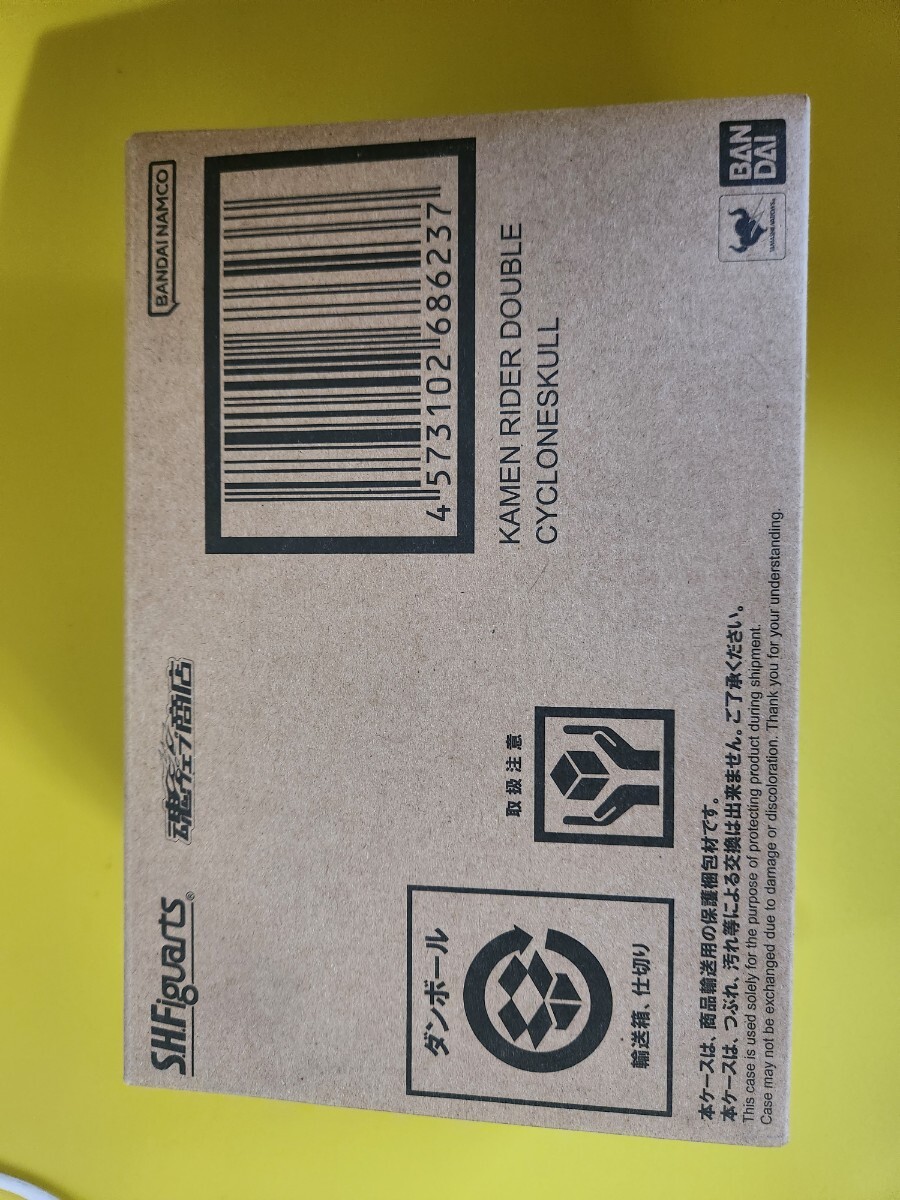 S.H.Figuarts®
魂ウェブ商店
BANDAI NAMCO
4 573102 686237
KAMEN RIDER DOUBLE
CYCLONESKULL
取扱注意
ダンボール
輸送箱、仕切り
本ケースは、商品輸送用の保護梱包材です。
本ケースは、つぶれ、汚れ等による交換は出来ません。ご了承ください。
This case is used solely for the purpose of protecting product during shipment.
Case may not be exchanged due to damage or discoloration. Thank you for your understanding.
TAMASHII NATIONS
BAN
DAI